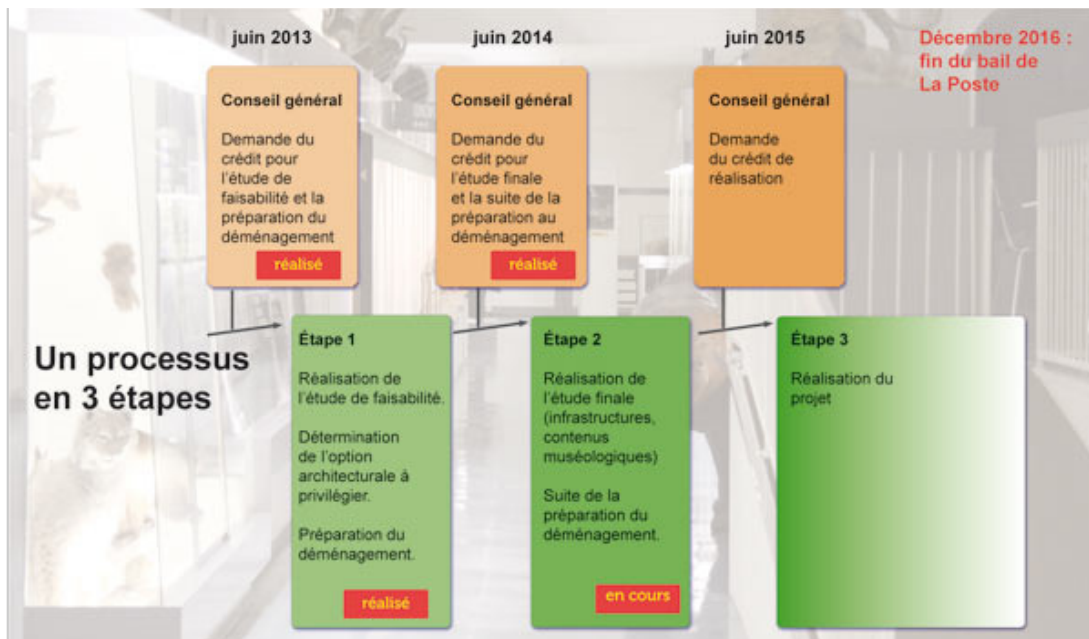 juin 2013
juin 2014
juin 2015
Décembre 2016 :
fin du bail de
La Poste
Conseil général
Demande du
crédit pour
l'étude de
faisabilité et la
préparation du
déménagement
réalisé
Conseil général
Demande du
crédit pour
l'étude finale
et la suite de la
préparation au
déménagement
réalisé
Conseil général
Demande
du crédit de
réalisation
Un processus
en 3 étapes
Étape 1
Réalisation de
l'étude de faisabilité.
Détermination
de l'option
architecturale à
privilégier.
Préparation du
déménagement.
réalisé
Étape 2
Réalisation de
l'étude finale
(infrastructures,
contenus
muséologiques)
Suite de la
préparation du
déménagement.
en cours
Étape 3
Réalisation du
projet